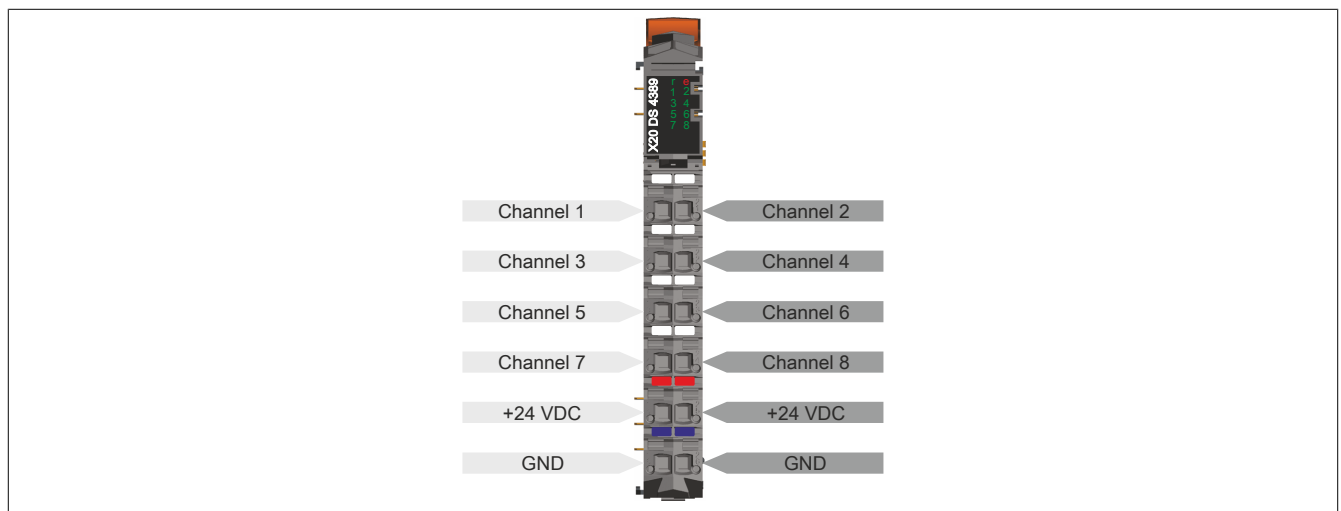 X20 DS 4389
r e
1 2
3 4
5 6
7 8
Channel 1 Channel 2
Channel 3 Channel 4
Channel 5 Channel 6
Channel 7 Channel 8
+24 VDC +24 VDC
GND GND